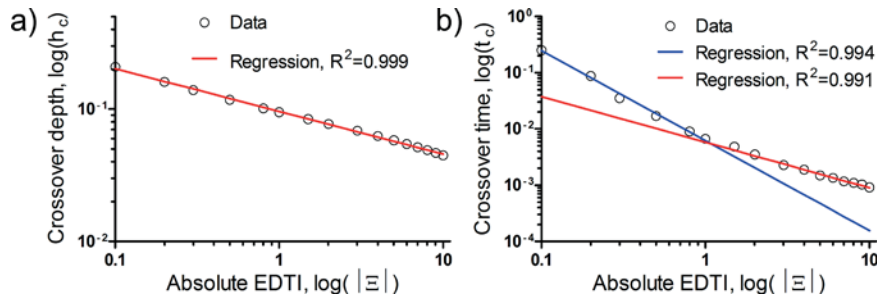 a)
Crossover depth, log(h_c)
10^-1
10^-2
Data
Regression, R²=0.999
0.1
1
10
Absolute EDTI, log( |Ξ| )
b)
Crossover time, log(t_c)
10^0
10^-1
10^-2
10^-3
10^-4
Data
Regression, R²=0.994
Regression, R²=0.991
0.1
1
10
Absolute EDTI, log( |Ξ| )